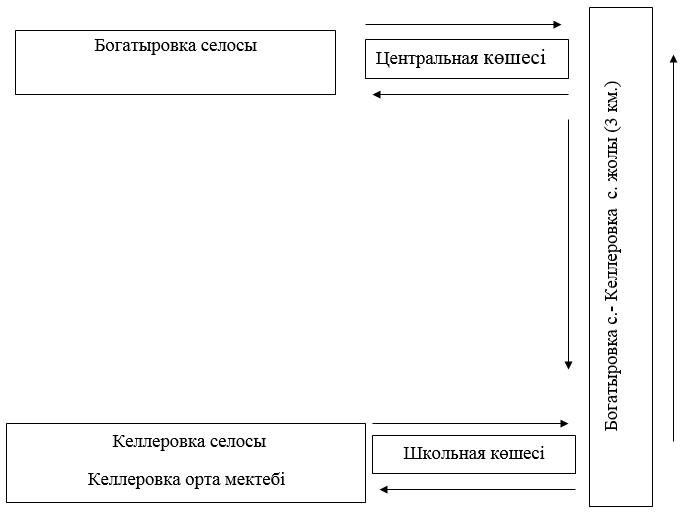 Богатыровка селосы
Центральная көшесі
Богатыровка с.- Келлеровка с. жолы (3 км.)
Келлеровка селосы
Келлеровка орта мектебі
Школьная көшесі